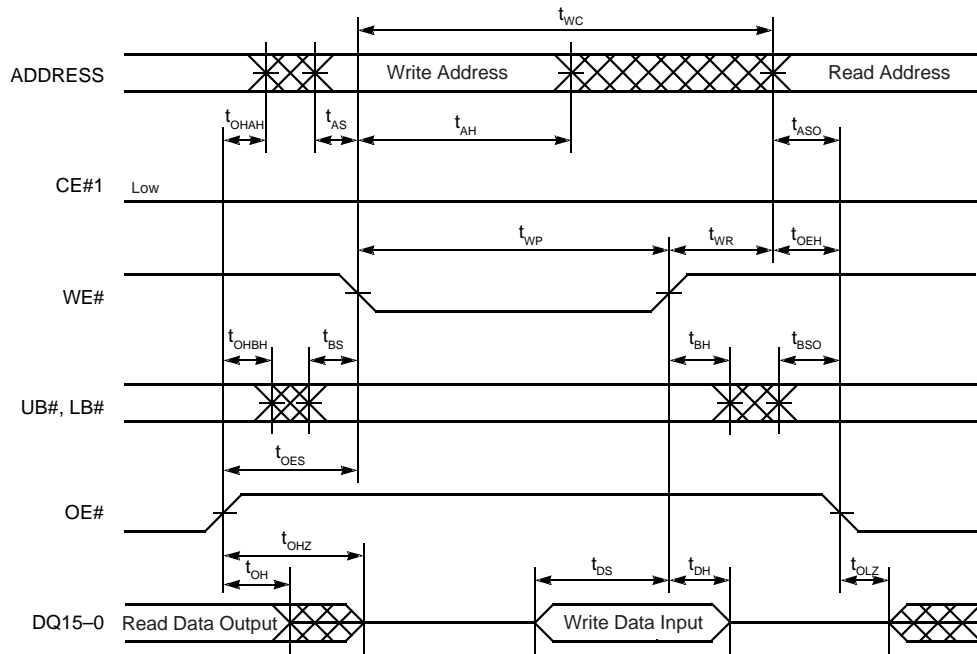 tWC
ADDRESS
Write Address
Read Address
tOHAH
tAS
tAH
tASO
CE#1
Low
tWP
tWR
tOEH
WE#
tOHBH
tBS
tBH
tBSO
UB#, LB#
tOES
OE#
tOHZ
tOH
tDS
tDH
tOLZ
DQ15–0
Read Data Output
Write Data Input